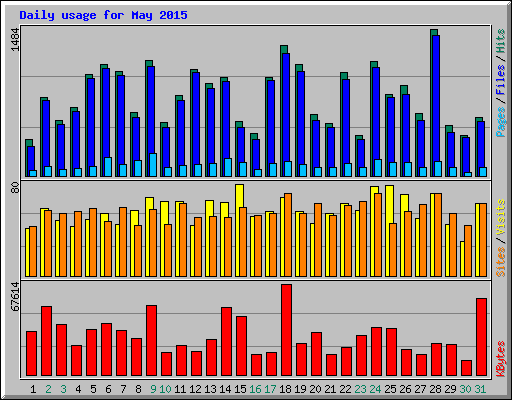 Daily usage for May 2015
1484
Pages / Files / Hits
80
Sites / Visits
67614
KBytes
1 2 3 4 5 6 7 8 9 10 11 12 13 14 15 16 17 18 19 20 21 22 23 24 25 26 27 28 29 30 31